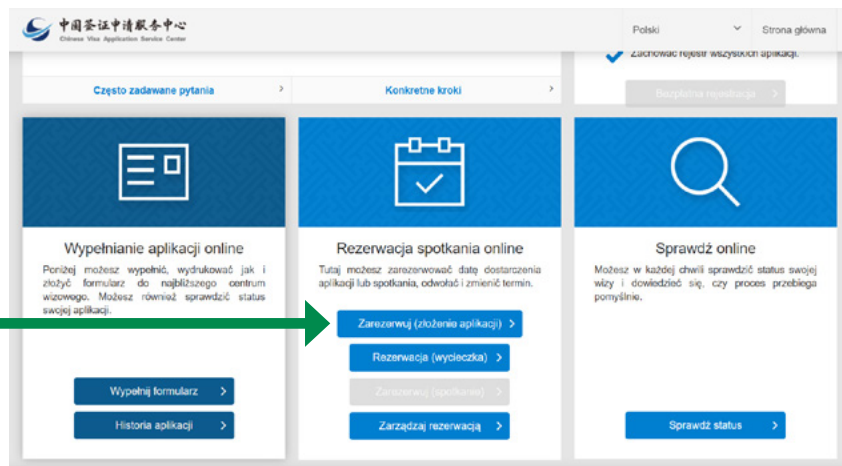 中国签证申请服务中心
Chinese Visa Application Service Center
Polski
Strona główna
Zachować rejestr wszystkich aplikacji.
Często zadawane pytania
Konkretne kroki
Bezpłatna rejestracja
Wypełnianie aplikacji online
Poniżej możesz wypełnić, wydrukować jak i
złożyć formularz do najbliższego centrum
wizowego. Możesz również sprawdzić status
swojej aplikacji.
Wypełnij formularz
Historia aplikacji
Rezerwacja spotkania online
Tutaj możesz zarezerwować datę dostarczenia
aplikacji lub spotkania, odwołać i zmienić termin.
Zarezerwuj (złożenie aplikacji)
Rezerwacja (wycieczka)
Zarezerwuj (spotkanie)
Zarządzaj rezerwacją
Sprawdź online
Możesz w każdej chwili sprawdzić status swojej
wizy i dowiedzieć się, czy proces przebiega
pomyślnie.
Sprawdź status